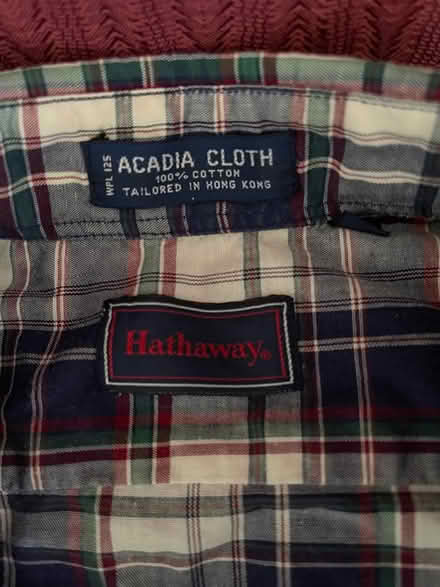 WPL 125
ACADIA CLOTH
100% COTTON
TAILORED IN HONG KONG
Hathaway®